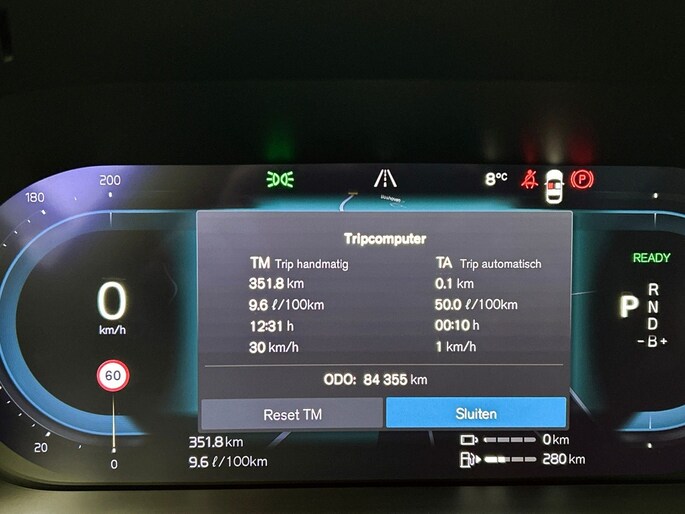 200
180
8°C
P
Tripcomputer
TM Trip handmatig
TA Trip automatisch
351.8 km
0.1 km
9.6 ℓ/100km
50.0 ℓ/100km
12:31 h
00:10 h
30 km/h
1 km/h
ODO: 84 355 km
Reset TM
Sluiten
0
km/h
60
20
0
READY
P
R
N
D
-B+
351.8 km
9.6 ℓ/100km
0 km
280 km